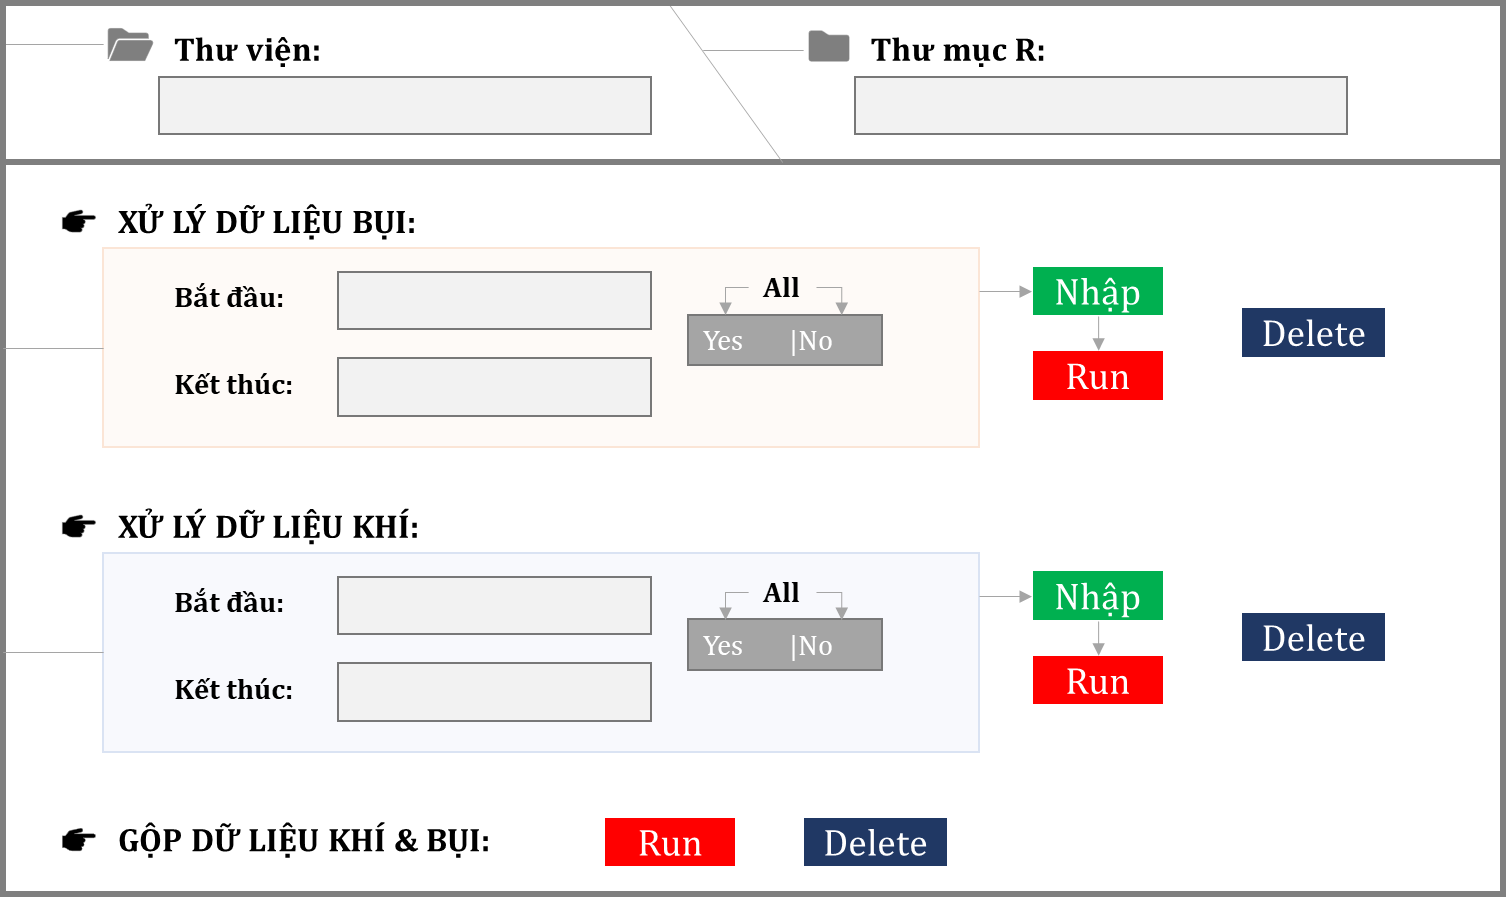 Thư viện:
Thư mục R:
XỬ LÝ DỮ LIỆU BỤI:
Bắt đầu:
All
Nhập
Yes |No
Delete
Kết thúc:
Run
XỬ LÝ DỮ LIỆU KHÍ:
Bắt đầu:
All
Nhập
Yes |No
Delete
Kết thúc:
Run
GỘP DỮ LIỆU KHÍ & BỤI:
Run
Delete